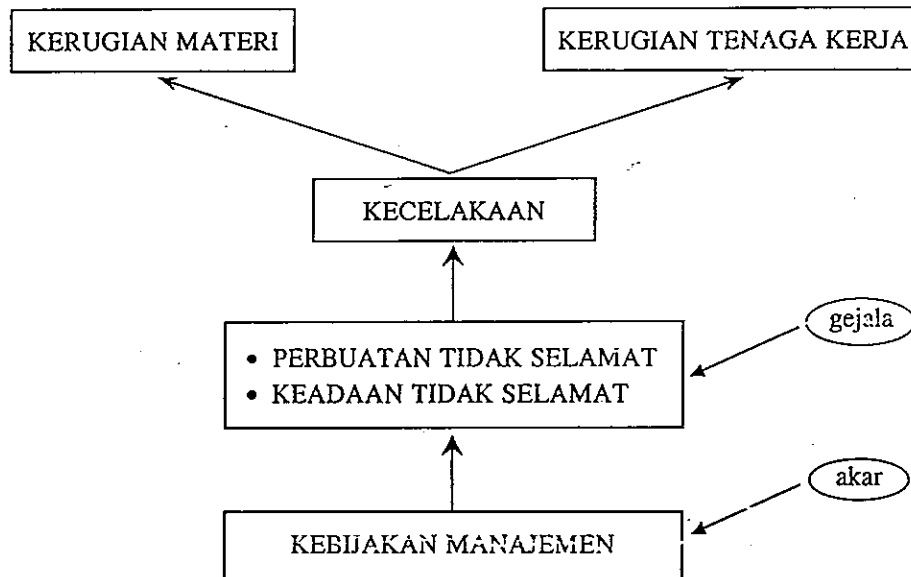 KERUGIAN MATERI
KERUGIAN TENAGA KERJA
KECELAKAAN
gejala
• PERBUATAN TIDAK SELAMAT
• KEADAAN TIDAK SELAMAT
akar
KEBIJAKAN MANAJEMEN